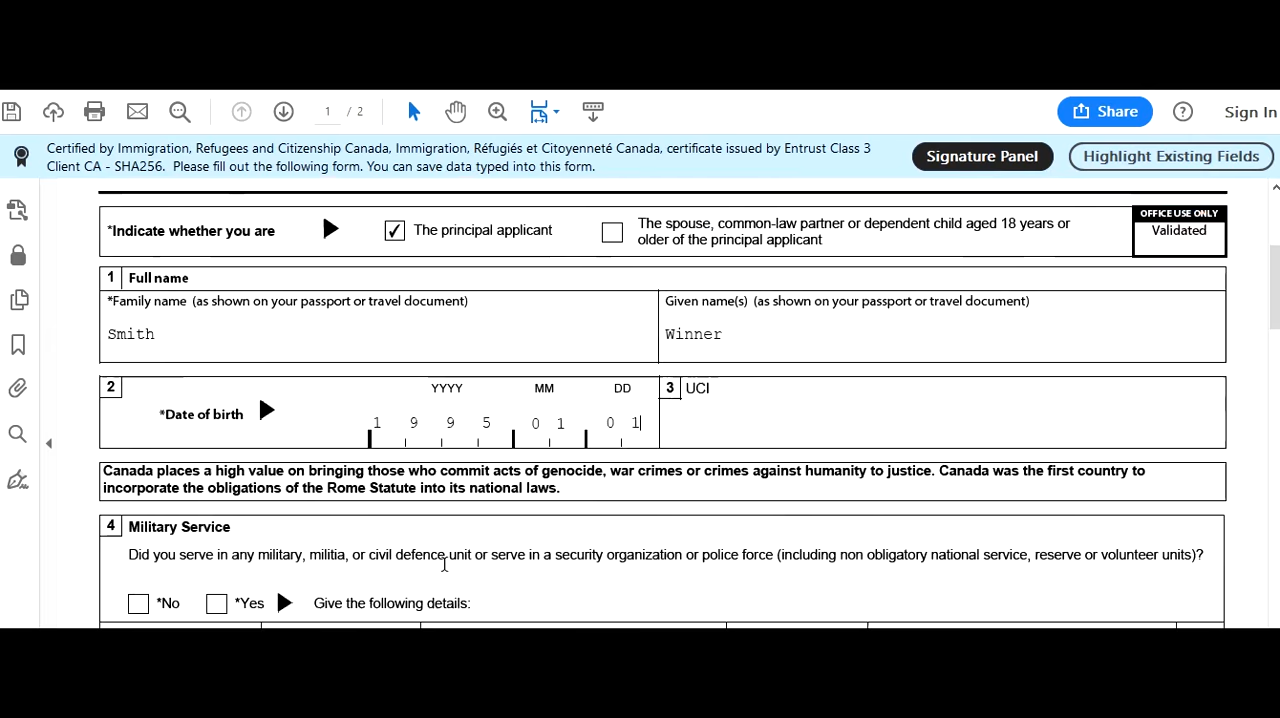 1 / 2
Share
Sign In
Certified by Immigration, Refugees and Citizenship Canada, Immigration, Réfugiés et Citoyenneté Canada, certificate issued by Entrust Class 3
Client CA - SHA256.  Please fill out the following form. You can save data typed into this form.
Signature Panel
Highlight Existing Fields
*Indicate whether you are
The principal applicant
The spouse, common-law partner or dependent child aged 18 years or
older of the principal applicant
OFFICE USE ONLY
Validated
1 Full name
*Family name (as shown on your passport or travel document)
Smith
Given name(s) (as shown on your passport or travel document)
Winner
2
YYYY MM DD
*Date of birth
1 9 9 5 0 1 0 1
3 UCI
Canada places a high value on bringing those who commit acts of genocide, war crimes or crimes against humanity to justice. Canada was the first country to
incorporate the obligations of the Rome Statute into its national laws.
4 Military Service
Did you serve in any military, militia, or civil defence unit or serve in a security organization or police force (including non obligatory national service, reserve or volunteer units)?
*No *Yes Give the following details: